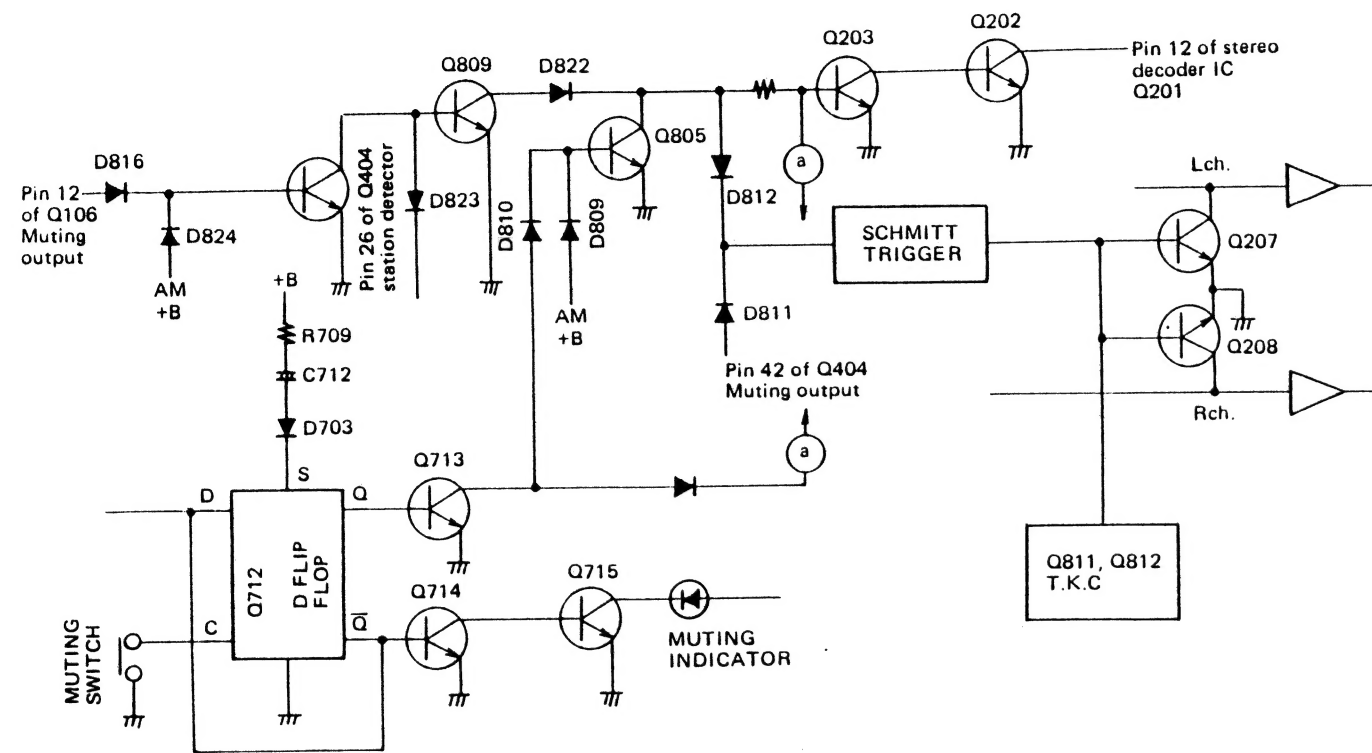 Q202
Q203
Pin 12 of stereo
decoder IC
Q201
Q809
D822
Q805
a
D816
Pin 12
of Q106
Muting
output
D824
AM
+B
Pin 26 of Q404
station detector
D823
D810
D809
AM
+B
D812
SCHMITT
TRIGGER
Lch.
Q207
Q208
Rch.
D811
Pin 42 of Q404
Muting output
a
+B
R709
C712
D703
S
D
Q
C
Q̅
Q712
D FLIP
FLOP
Q713
Q714
Q715
MUTING
INDICATOR
MUTING
SWITCH
Q811, Q812
T.K.C